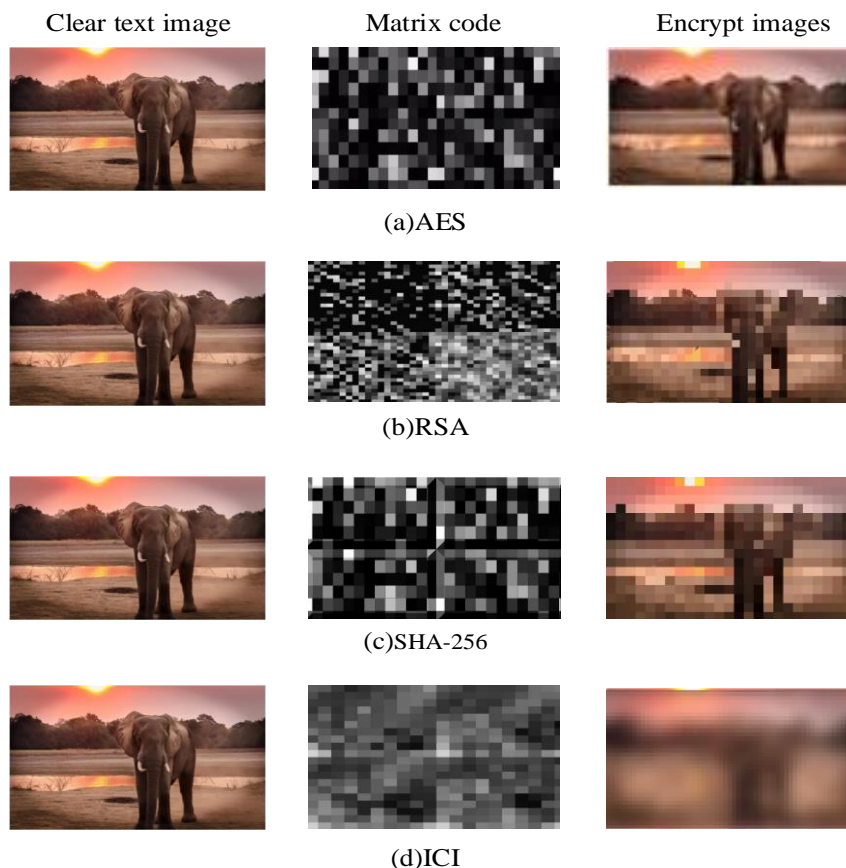 Clear text image Matrix code Encrypt images
(a)AES
(b)RSA
(c)SHA-256
(d)ICI